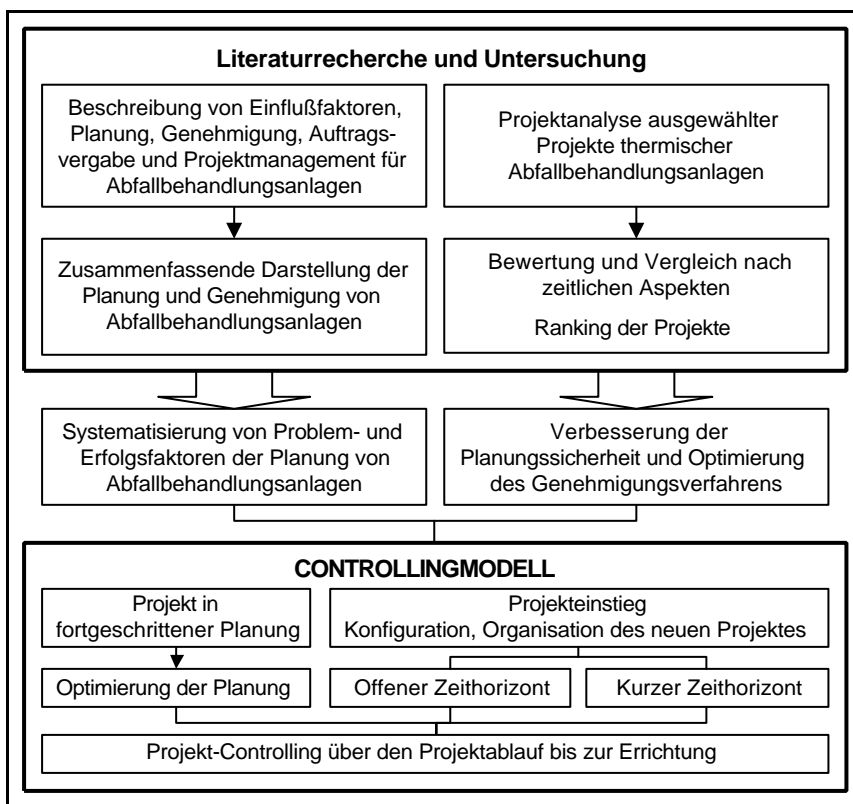 Literaturrecherche und Untersuchung
Beschreibung von Einflußfaktoren,
Planung, Genehmigung, Auftrags-
vergabe und Projektmanagement für
Abfallbehandlungsanlagen
Projektanalyse ausgewählter
Projekte thermischer
Abfallbehandlungsanlagen
Zusammenfassende Darstellung der
Planung und Genehmigung von
Abfallbehandlungsanlagen
Bewertung und Vergleich nach
zeitlichen Aspekten
Ranking der Projekte
Systematisierung von Problem- und
Erfolgsfaktoren der Planung von
Abfallbehandlungsanlagen
Verbesserung der
Planungssicherheit und Optimierung
des Genehmigungsverfahrens
CONTROLLINGMODELL
Projekt in
fortgeschrittener Planung
Projekteinstieg
Konfiguration, Organisation des neuen Projektes
Optimierung der Planung
Offener Zeithorizont
Kurzer Zeithorizont
Projekt-Controlling über den Projektablauf bis zur Errichtung